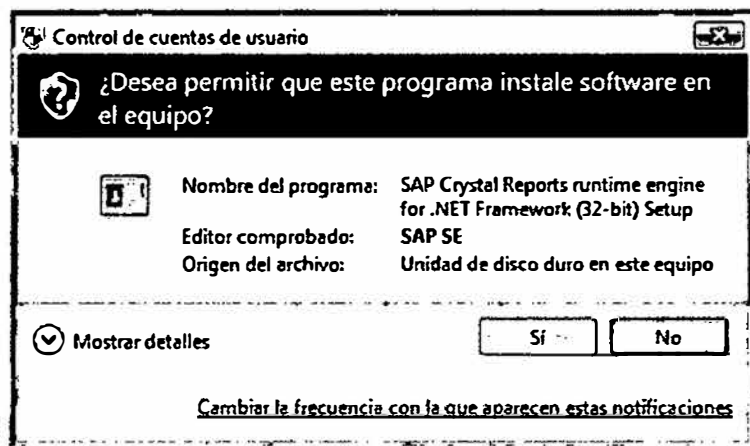 Control de cuentas de usuario
¿Desea permitir que este programa instale software en
el equipo?
Nombre del programa: SAP Crystal Reports runtime engine
for .NET Framework (32-bit) Setup
Editor comprobado: SAP SE
Origen del archivo: Unidad de disco duro en este equipo
Mostrar detalles Sí No
Cambiar la frecuencia con la que aparecen estas notificaciones